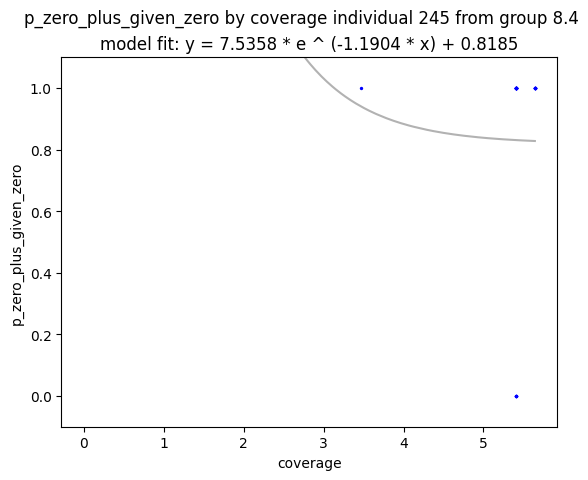 p_zero_plus_given_zero by coverage individual 245 from group 8.4
model fit: y = 7.5358 * e ^ (-1.1904 * x) + 0.8185
1.0
0.8
0.6
0.4
0.2
0.0
p_zero_plus_given_zero
0 1 2 3 4 5
coverage